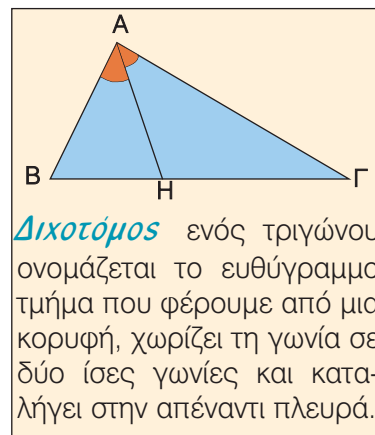 Α
Β Η Γ
Διχοτόμος ενός τριγώνου
ονομάζεται το ευθύγραμμο
τμήμα που φέρουμε από μια
κορυφή, χωρίζει τη γωνία σε
δύο ίσες γωνίες και κατα-
λήγει στην απέναντι πλευρά.